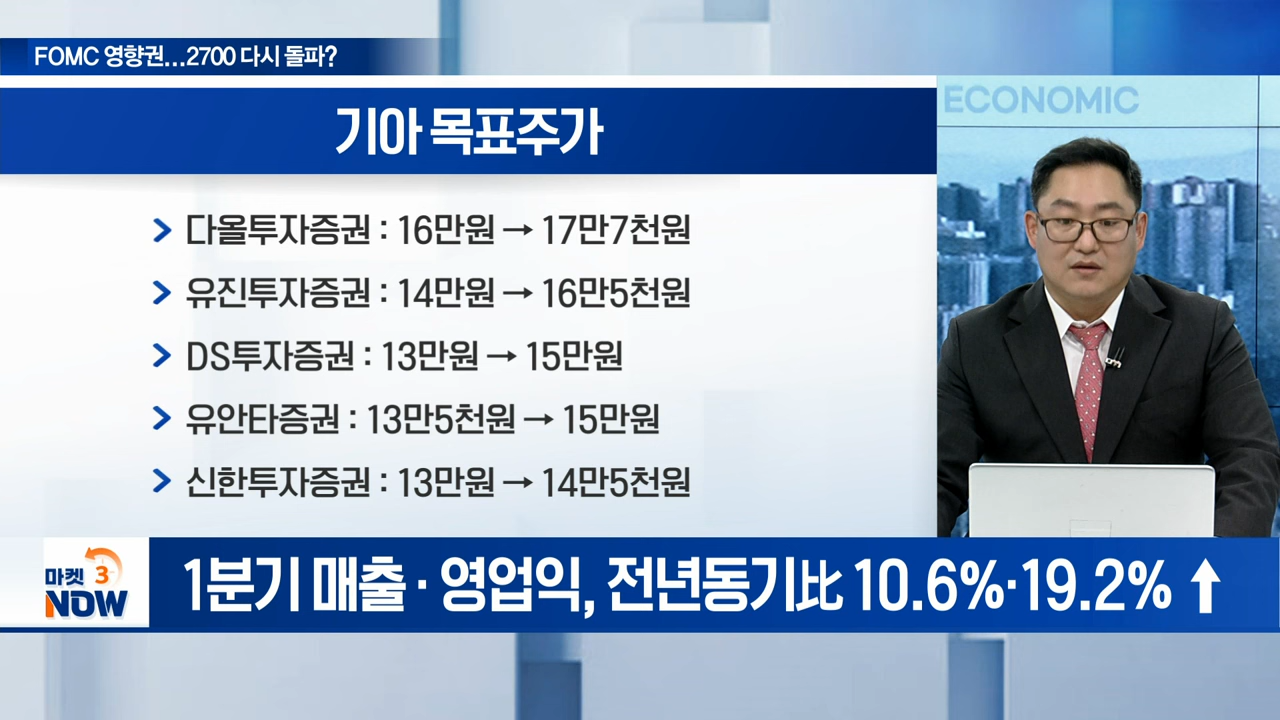 FOMC 영향권...2700 다시 돌파?
ECONOMIC
기아 목표주가
다올투자증권 : 16만원 → 17만7천원
유진투자증권 : 14만원 → 16만5천원
DS투자증권 : 13만원 → 15만원
유안타증권 : 13만5천원 → 15만원
신한투자증권 : 13만원 → 14만5천원
마켓 3
NOW
1분기 매출·영업익, 전년동기比 10.6%·19.2% ↑